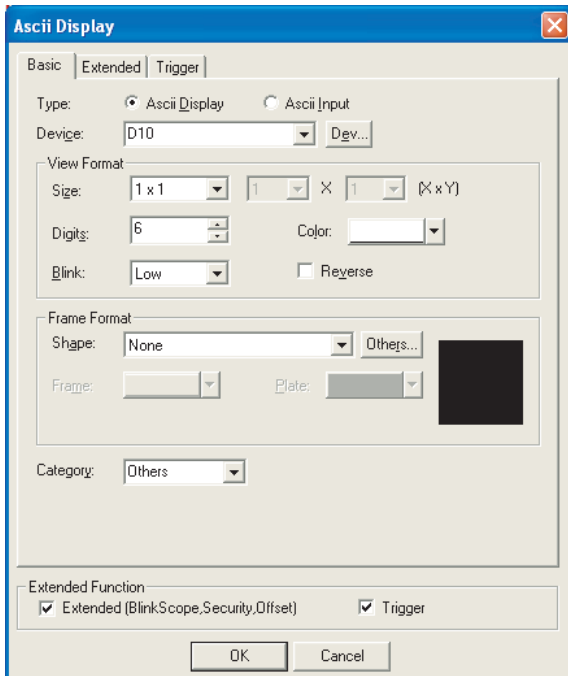 Ascii Display
Basic Extended Trigger
Type: Ascii Display Ascii Input
Device: D10 Dev...
View Format
Size: 1 x 1 1 X 1 (X x Y)
Digits: 6 Color:
Blink: Low Reverse
Frame Format
Shape: None Others...
Frame: Plate:
Category: Others
Extended Function
Extended (BlinkScope,Security,Offset) Trigger
OK Cancel